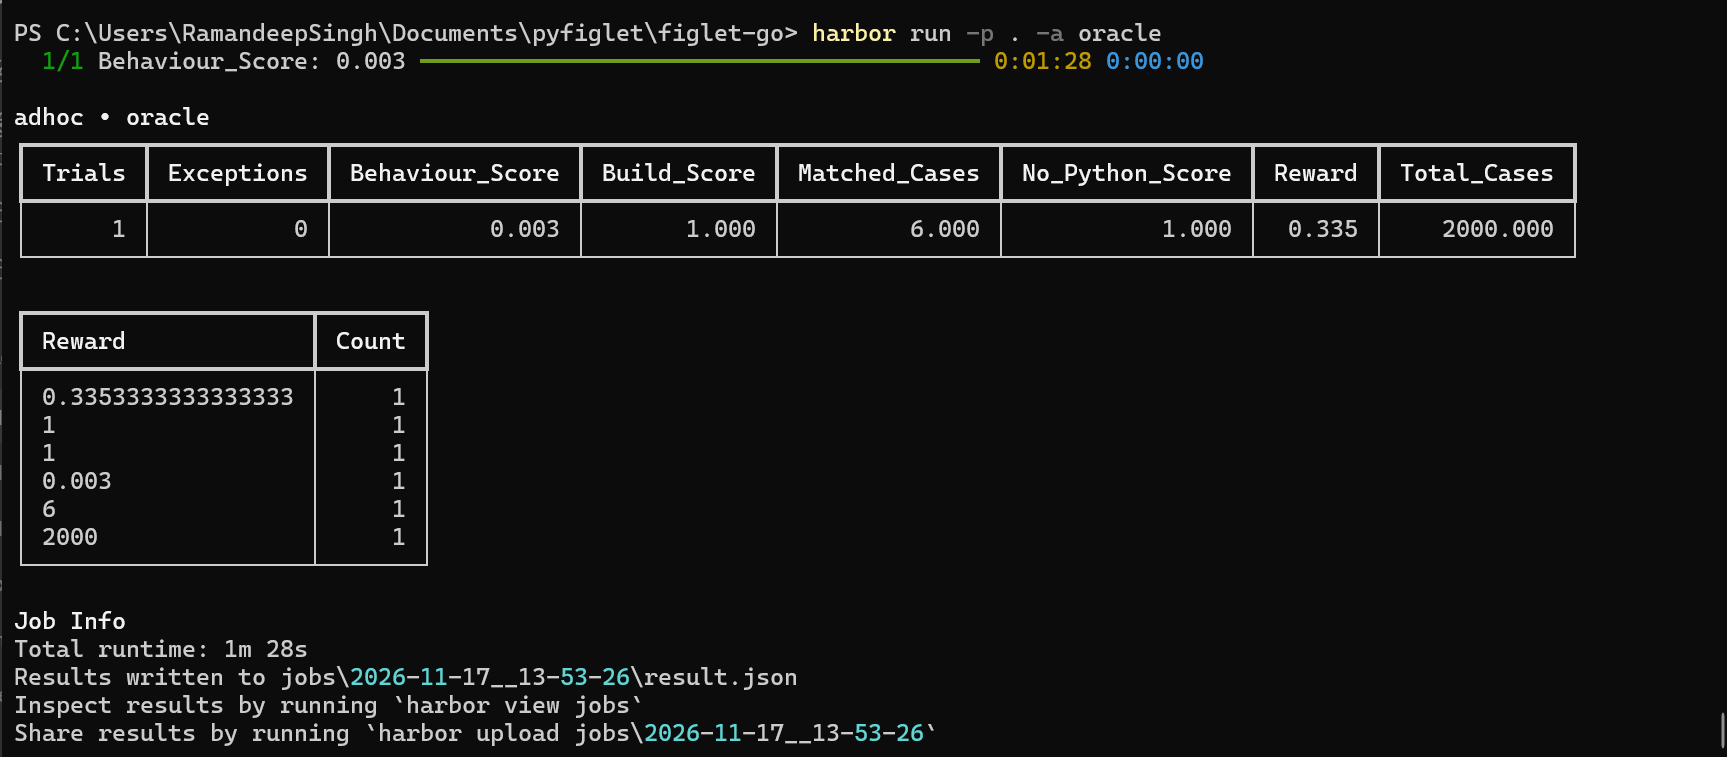 PS C:\Users\RamandeepSingh\Documents\pyfiglet\figlet-go> harbor run -p . -a oracle
1/1 Behaviour_Score: 0.003 0:01:28 0:00:00
adhoc • oracle
Trials Exceptions Behaviour_Score Build_Score Matched_Cases No_Python_Score Reward Total_Cases
1 0 0.003 1.000 6.000 1.000 0.335 2000.000
Reward Count
0.3353333333333333 1
1 1
1 1
0.003 1
6 1
2000 1
Job Info
Total runtime: 1m 28s
Results written to jobs\2026-11-17__13-53-26\result.json
Inspect results by running `harbor view jobs`
Share results by running `harbor upload jobs\2026-11-17__13-53-26`